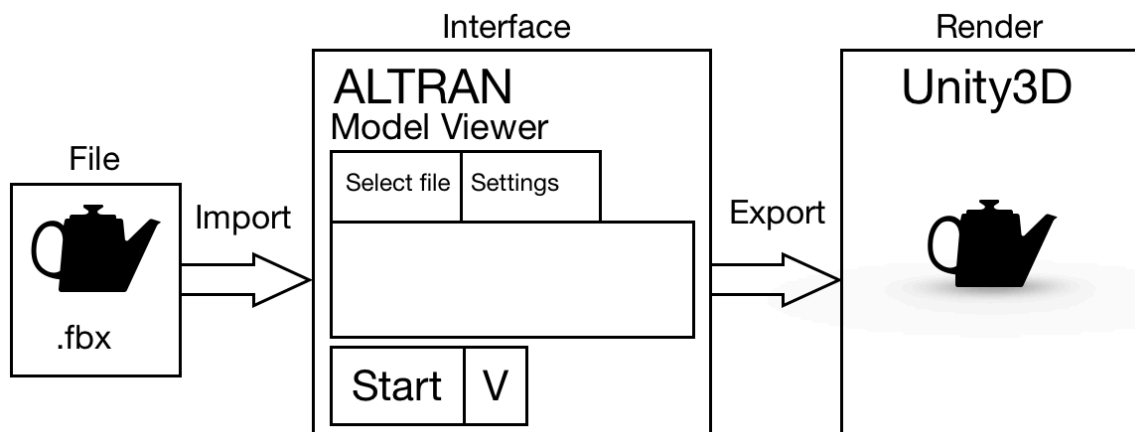 File
.fbx
Import
Interface
ALTRAN
Model Viewer
Select file
Settings
Start
V
Export
Render
Unity3D